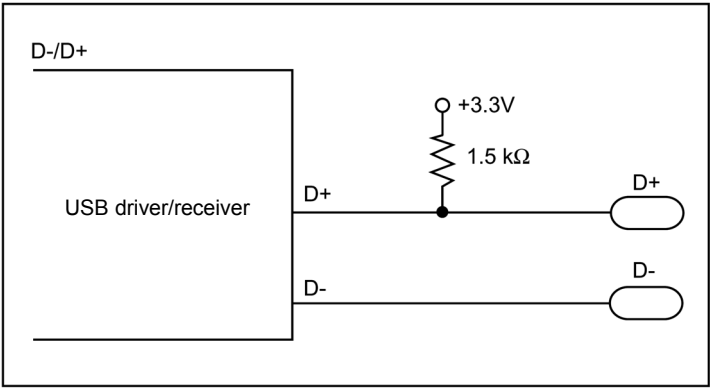 D-/D+
+3.3V
1.5 kΩ
D+
D+
USB driver/receiver
D-
D-